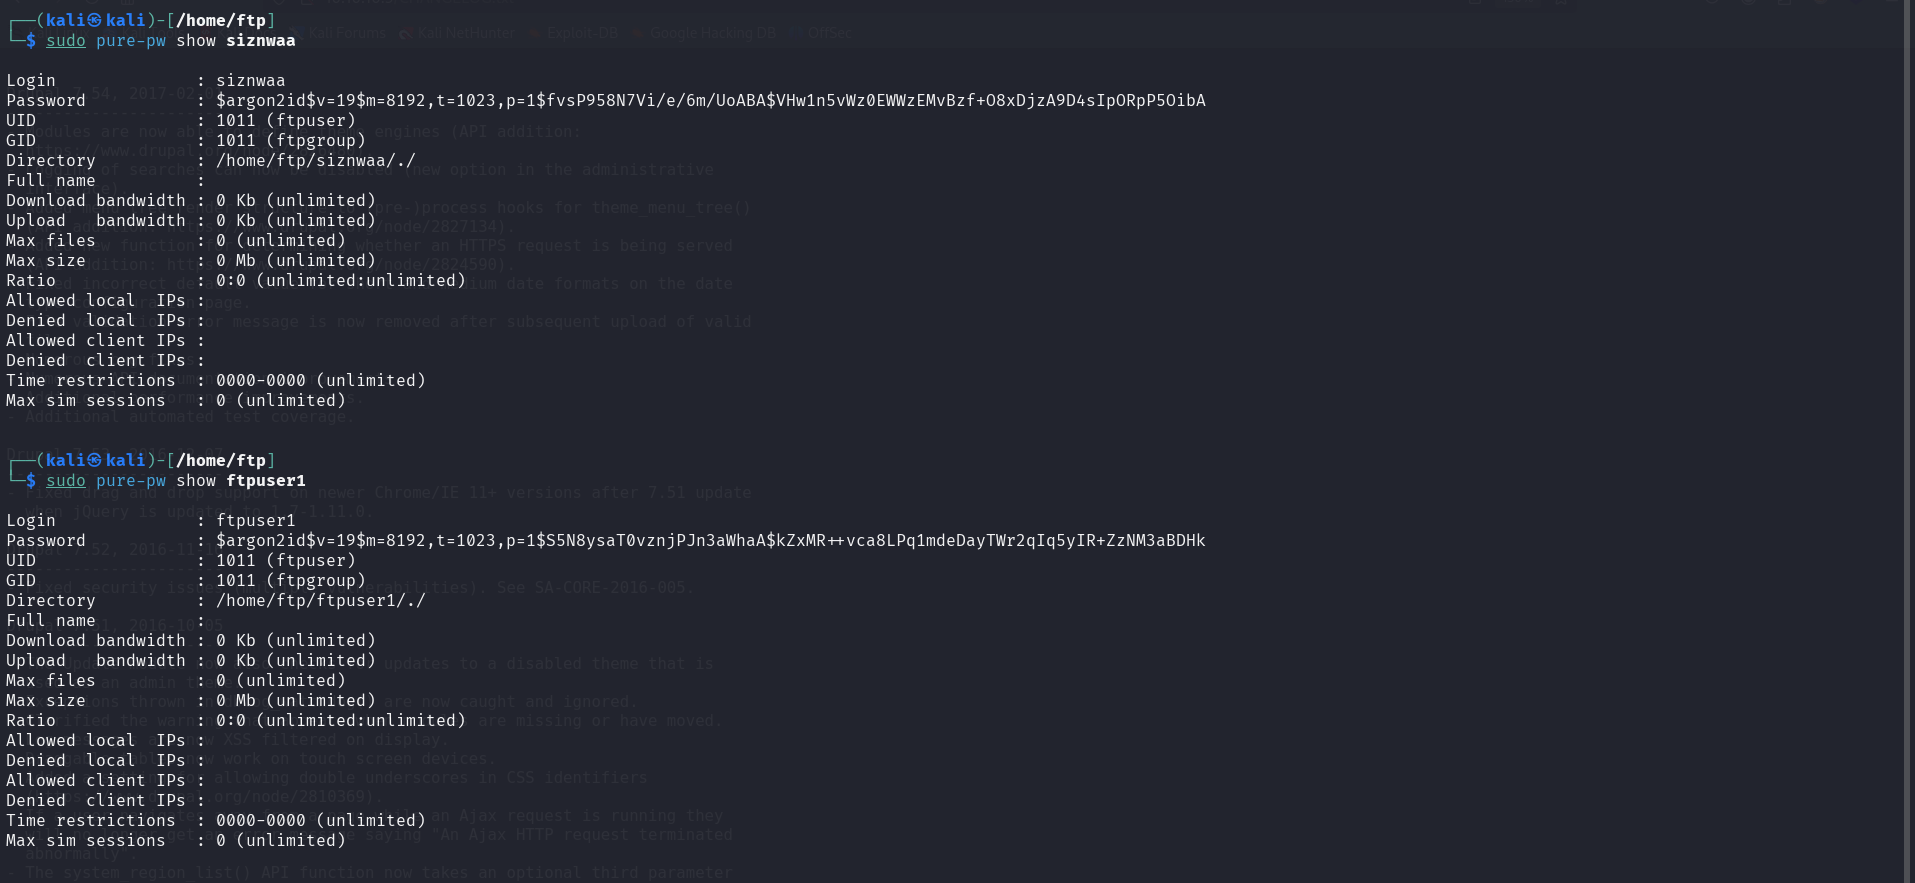 ┌──(kali㉿kali)-[/home/ftp]
└─$ sudo pure-pw show siznwaa
Login              : siznwaa
Password           : $argon2id$v=19$m=8192,t=1023,p=1$fvsP958N7Vi/e/6m/UoABA$VHw1n5vWz0EWWzEMvBzf+O8xDjzA9D4sIpORpP5OibA
UID                : 1011 (ftpuser)
GID                : 1011 (ftpgroup)
Directory          : /home/ftp/siznwaa/./
Full name          :
Download bandwidth : 0 Kb (unlimited)
Upload   bandwidth : 0 Kb (unlimited)
Max files          : 0 (unlimited)
Max size           : 0 Mb (unlimited)
Ratio              : 0:0 (unlimited:unlimited)
Allowed local  IPs :
Denied  local  IPs :
Allowed client IPs :
Denied  client IPs :
Time restrictions  : 0000-0000 (unlimited)
Max sim sessions   : 0 (unlimited)
┌──(kali㉿kali)-[/home/ftp]
└─$ sudo pure-pw show ftpuser1
Login              : ftpuser1
Password           : $argon2id$v=19$m=8192,t=1023,p=1$S5N8ysaT0vznjPJn3aWhaA$kZxMR++vca8LPq1mdeDayTWr2qIq5yIR+ZzNM3aBDHk
UID                : 1011 (ftpuser)
GID                : 1011 (ftpgroup)
Directory          : /home/ftp/ftpuser1/./
Full name          :
Download bandwidth : 0 Kb (unlimited)
Upload   bandwidth : 0 Kb (unlimited)
Max files          : 0 (unlimited)
Max size           : 0 Mb (unlimited)
Ratio              : 0:0 (unlimited:unlimited)
Allowed local  IPs :
Denied  local  IPs :
Allowed client IPs :
Denied  client IPs :
Time restrictions  : 0000-0000 (unlimited)
Max sim sessions   : 0 (unlimited)